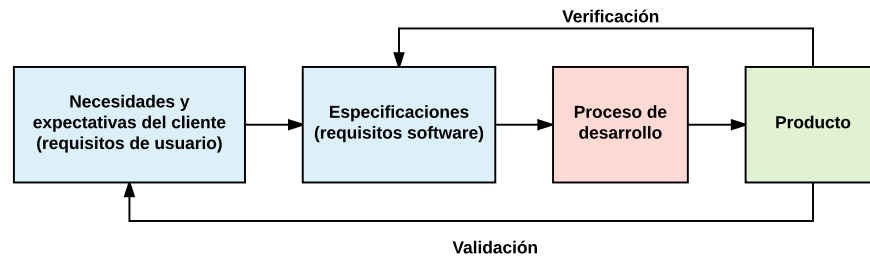 Verificación
Necesidades y
expectativas del cliente
(requisitos de usuario)
Especificaciones
(requisitos software)
Proceso de
desarrollo
Producto
Validación